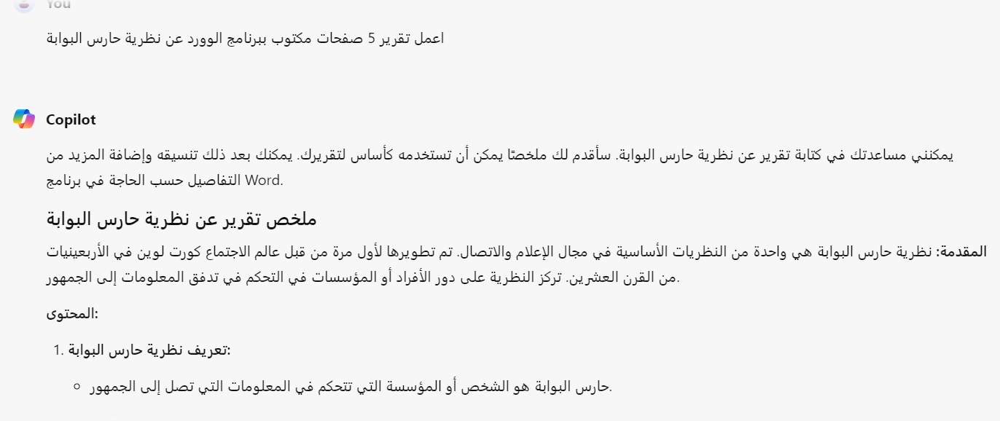 You
اعمل تقرير 5 صفحات مكتوب ببرنامج الوورد عن نظرية حارس البوابة
Copilot
يمكنني مساعدتك في كتابة تقرير عن نظرية حارس البوابة. سأقدم لك ملخصًا يمكن أن تستخدمه كأساس لتقريرك. يمكنك بعد ذلك تنسيقه وإضافة المزيد من
التفاصيل حسب الحاجة في برنامج Word.
ملخص تقرير عن نظرية حارس البوابة
المقدمة: نظرية حارس البوابة هي واحدة من النظريات الأساسية في مجال الإعلام والاتصال. تم تطويرها لأول مرة من قبل عالم الاجتماع كورت لوين في الأربعينيات
من القرن العشرين. تركز النظرية على دور الأفراد أو المؤسسات في التحكم في تدفق المعلومات إلى الجمهور.
المحتوى:
1. تعريف نظرية حارس البوابة:
○ حارس البوابة هو الشخص أو المؤسسة التي تتحكم في المعلومات التي تصل إلى الجمهور.